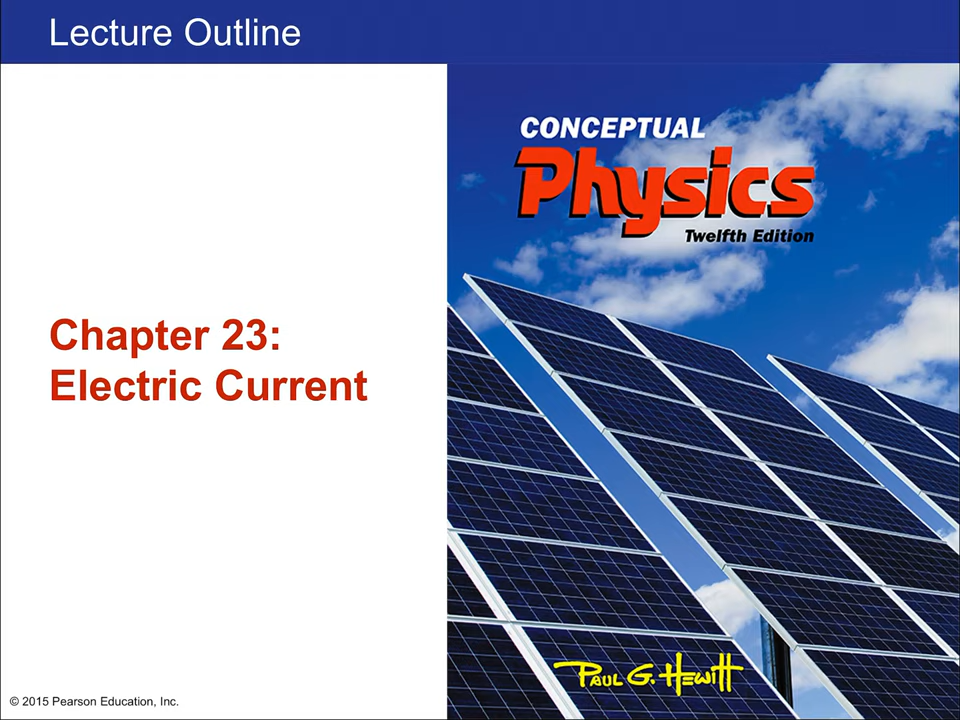 Lecture Outline
CONCEPTUAL
Physics
Twelfth Edition
Chapter 23:
Electric Current
PAUL G. HEWITT
© 2015 Pearson Education, Inc.